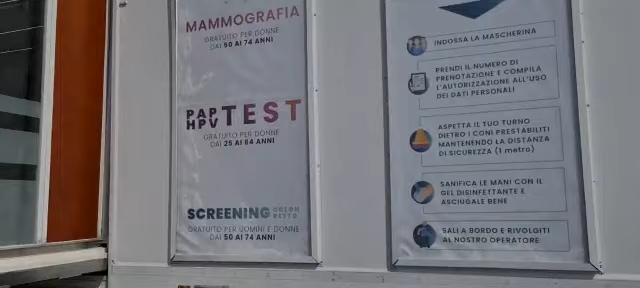 MAMMOGRAFIA
GRATUITO PER DONNE
DAI 50 AI 74 ANNI
PAP
HPV TEST
GRATUITO PER DONNE
DAI 25 AI 64 ANNI
SCREENING COLON
RETTO
GRATUITO PER UOMINI E DONNE
DAI 50 AI 74 ANNI
INDOSSA LA MASCHERINA
PRENDI IL NUMERO DI
PRENOTAZIONE E COMPILA
L'AUTORIZZAZIONE ALL'USO
DEI DATI PERSONALI
ASPETTA IL TUO TURNO
DIETRO I CONI PRESTABILITI
MANTENENDO LA DISTANZA
DI SICUREZZA (1 metro)
SANIFICA LE MANI CON IL
GEL DISINFETTANTE E
ASCIUGALE BENE
SALI A BORDO E RIVOLGITI
AL NOSTRO OPERATORE